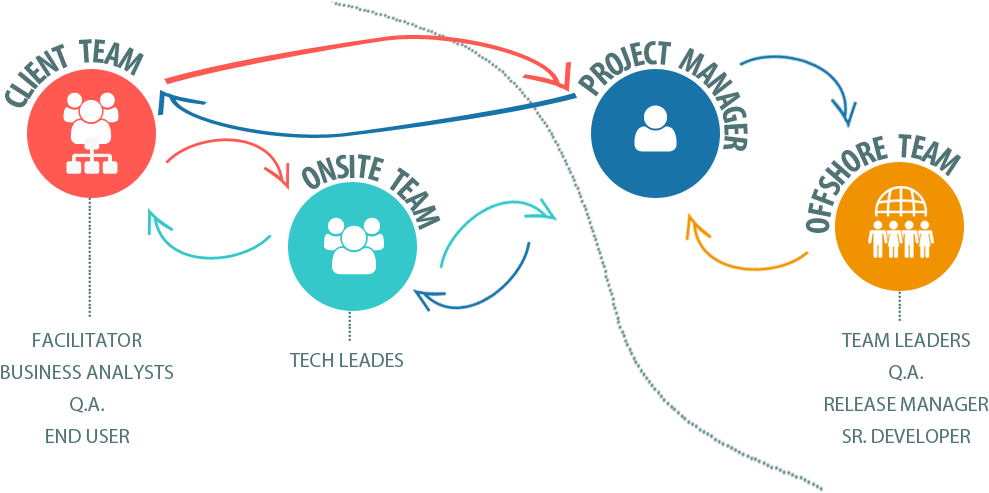 CLIENT TEAM
PROJECT MANAGER
ONSITE TEAM
OFFSHORE TEAM
FACILITATOR
BUSINESS ANALYSTS
Q.A.
END USER
TECH LEADES
TEAM LEADERS
Q.A.
RELEASE MANAGER
SR. DEVELOPER